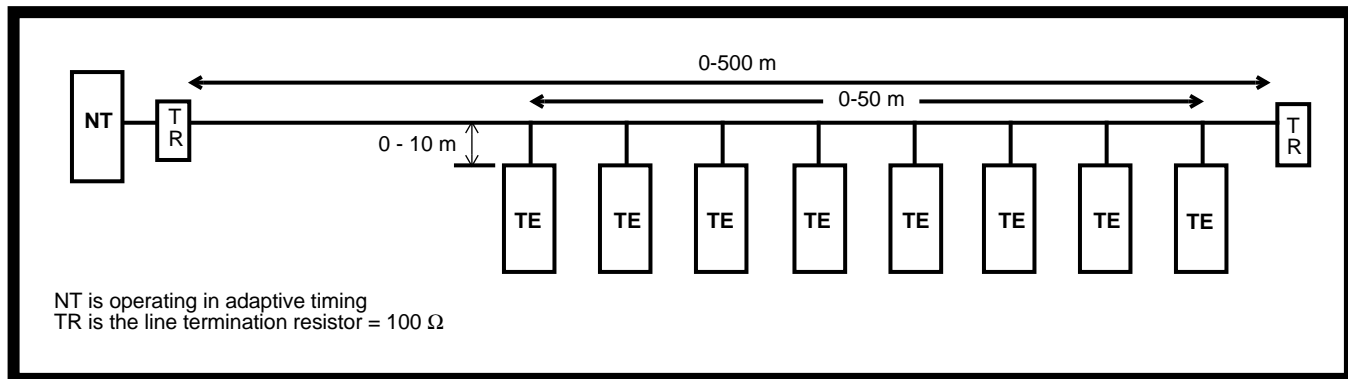 0-500 m
NT
T
R
0-50 m
0 - 10 m
T
R
TE
TE
TE
TE
TE
TE
TE
TE
NT is operating in adaptive timing
TR is the line termination resistor = 100 Ω